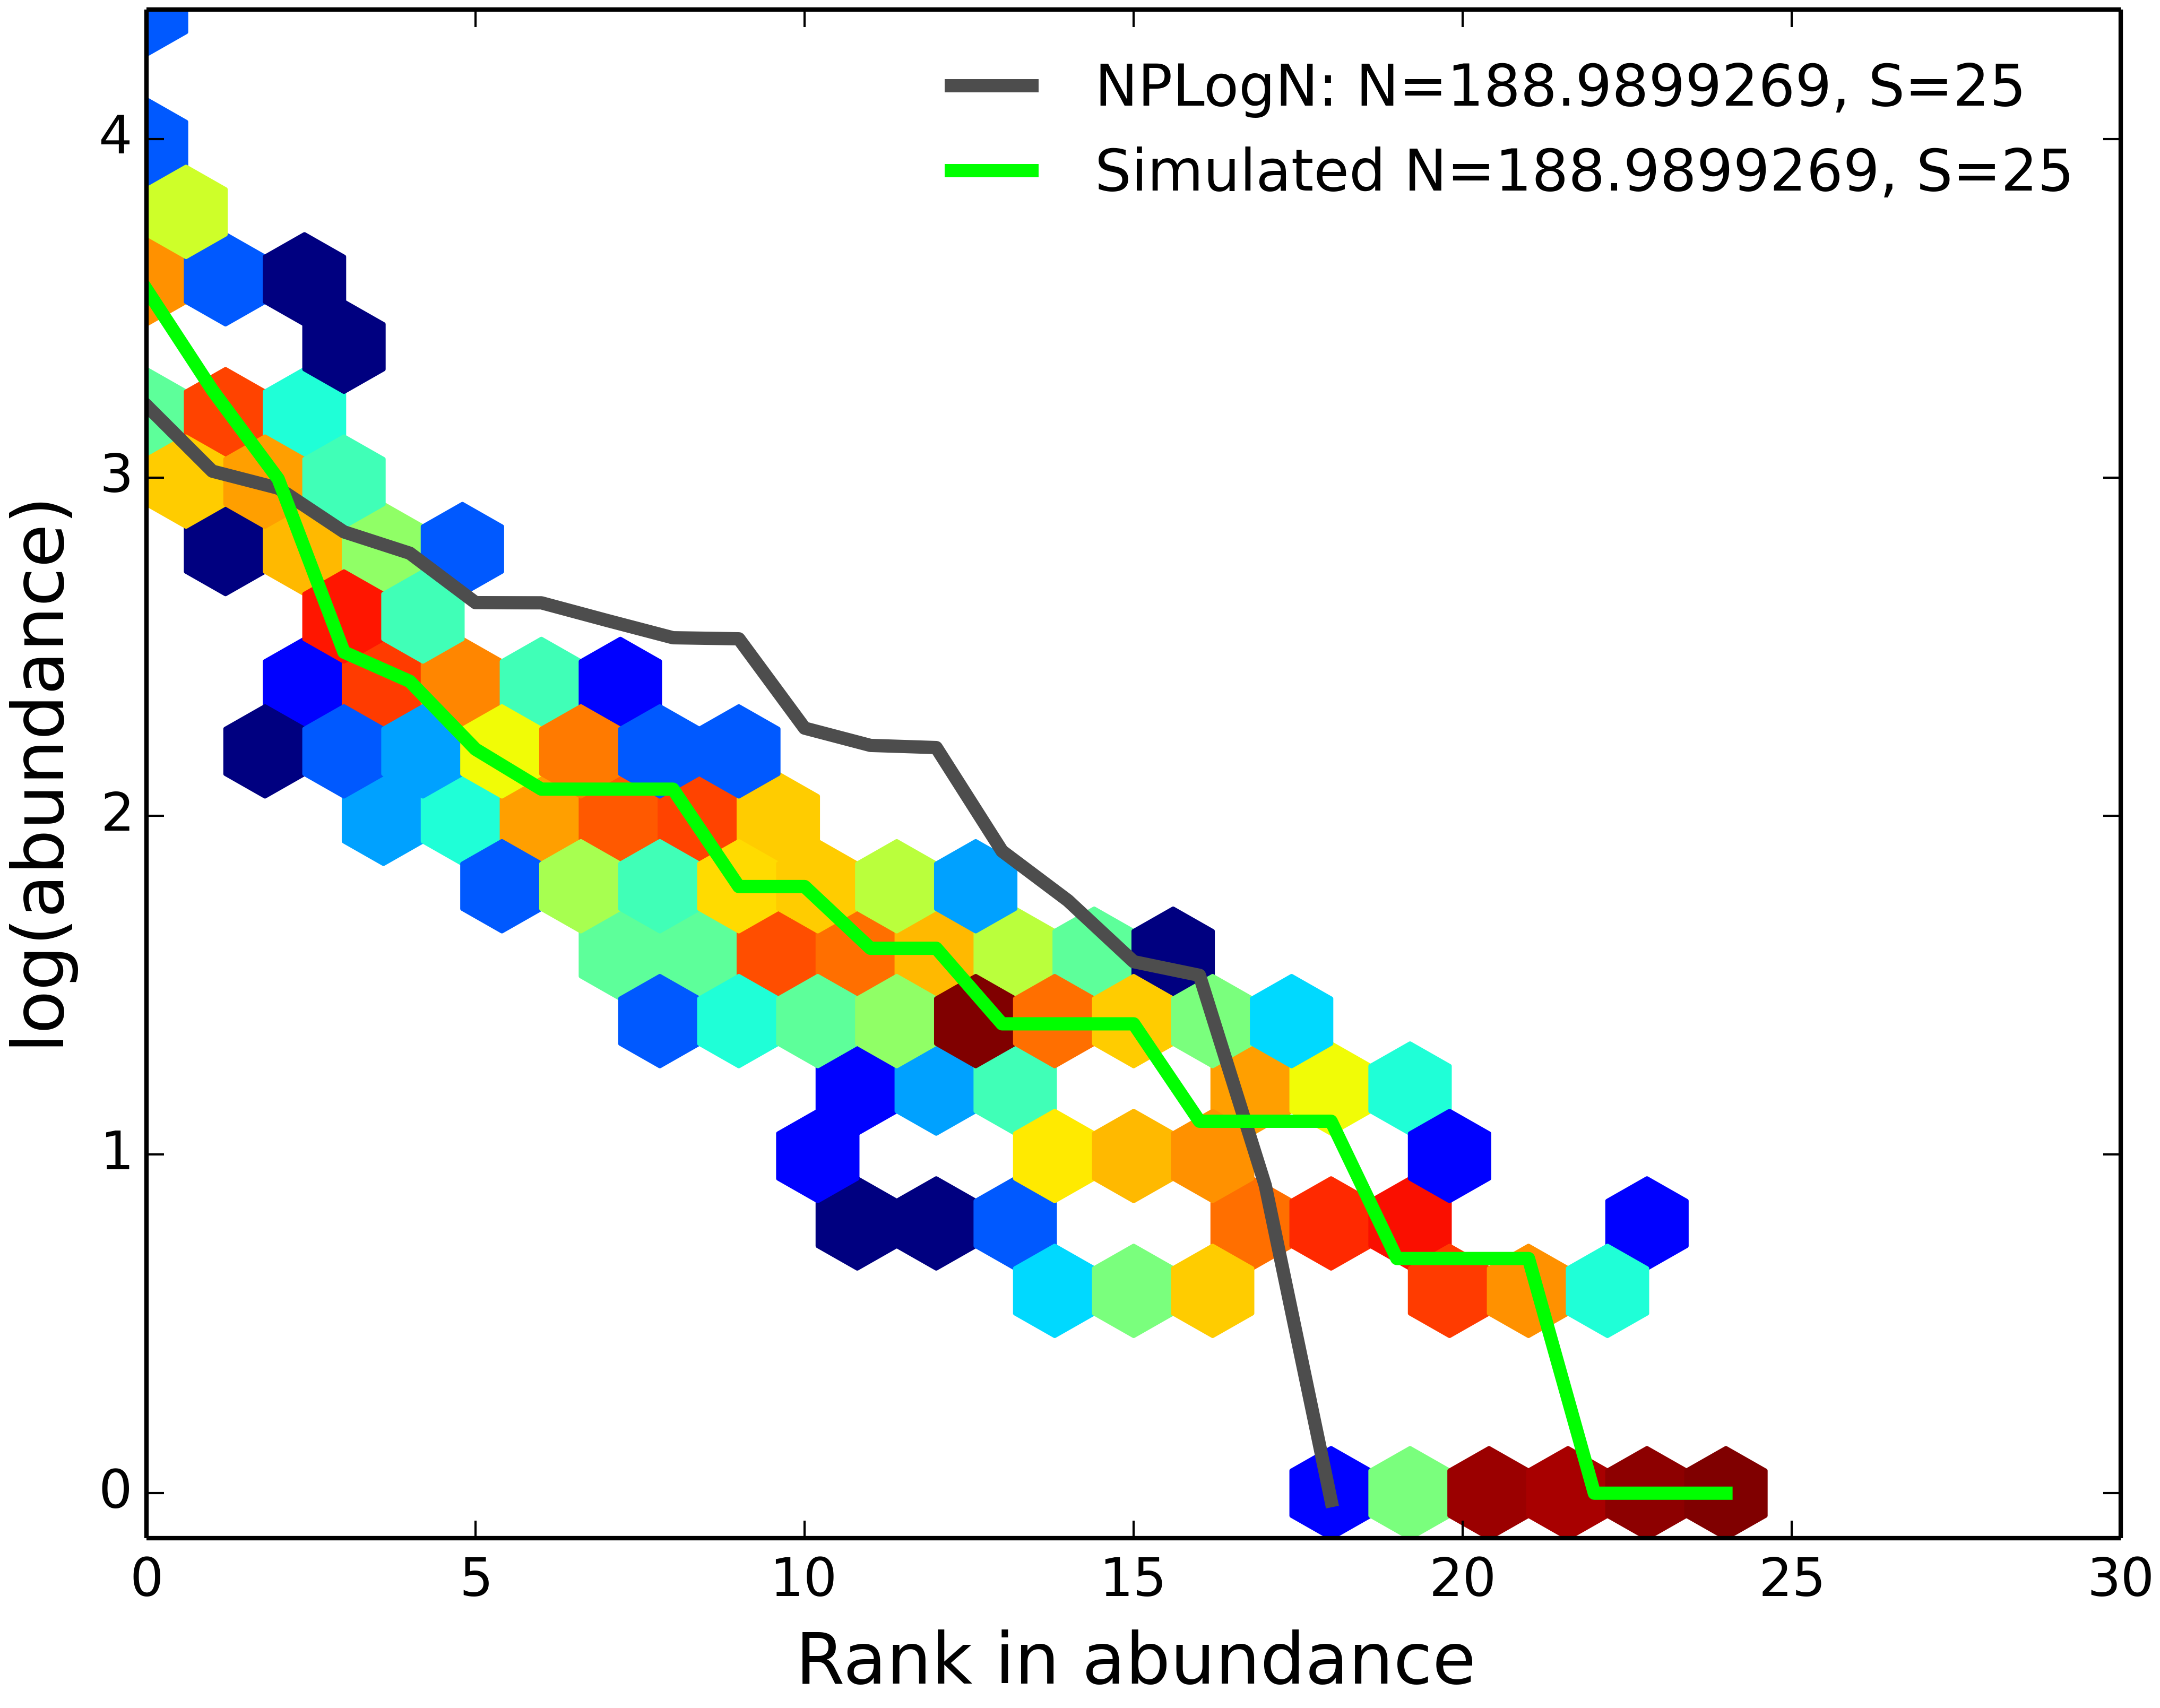 NPLogN: N=188.9899269, S=25
Simulated N=188.9899269, S=25
log(abundance)
4
3
2
1
0
0 5 10 15 20 25 30
Rank in abundance